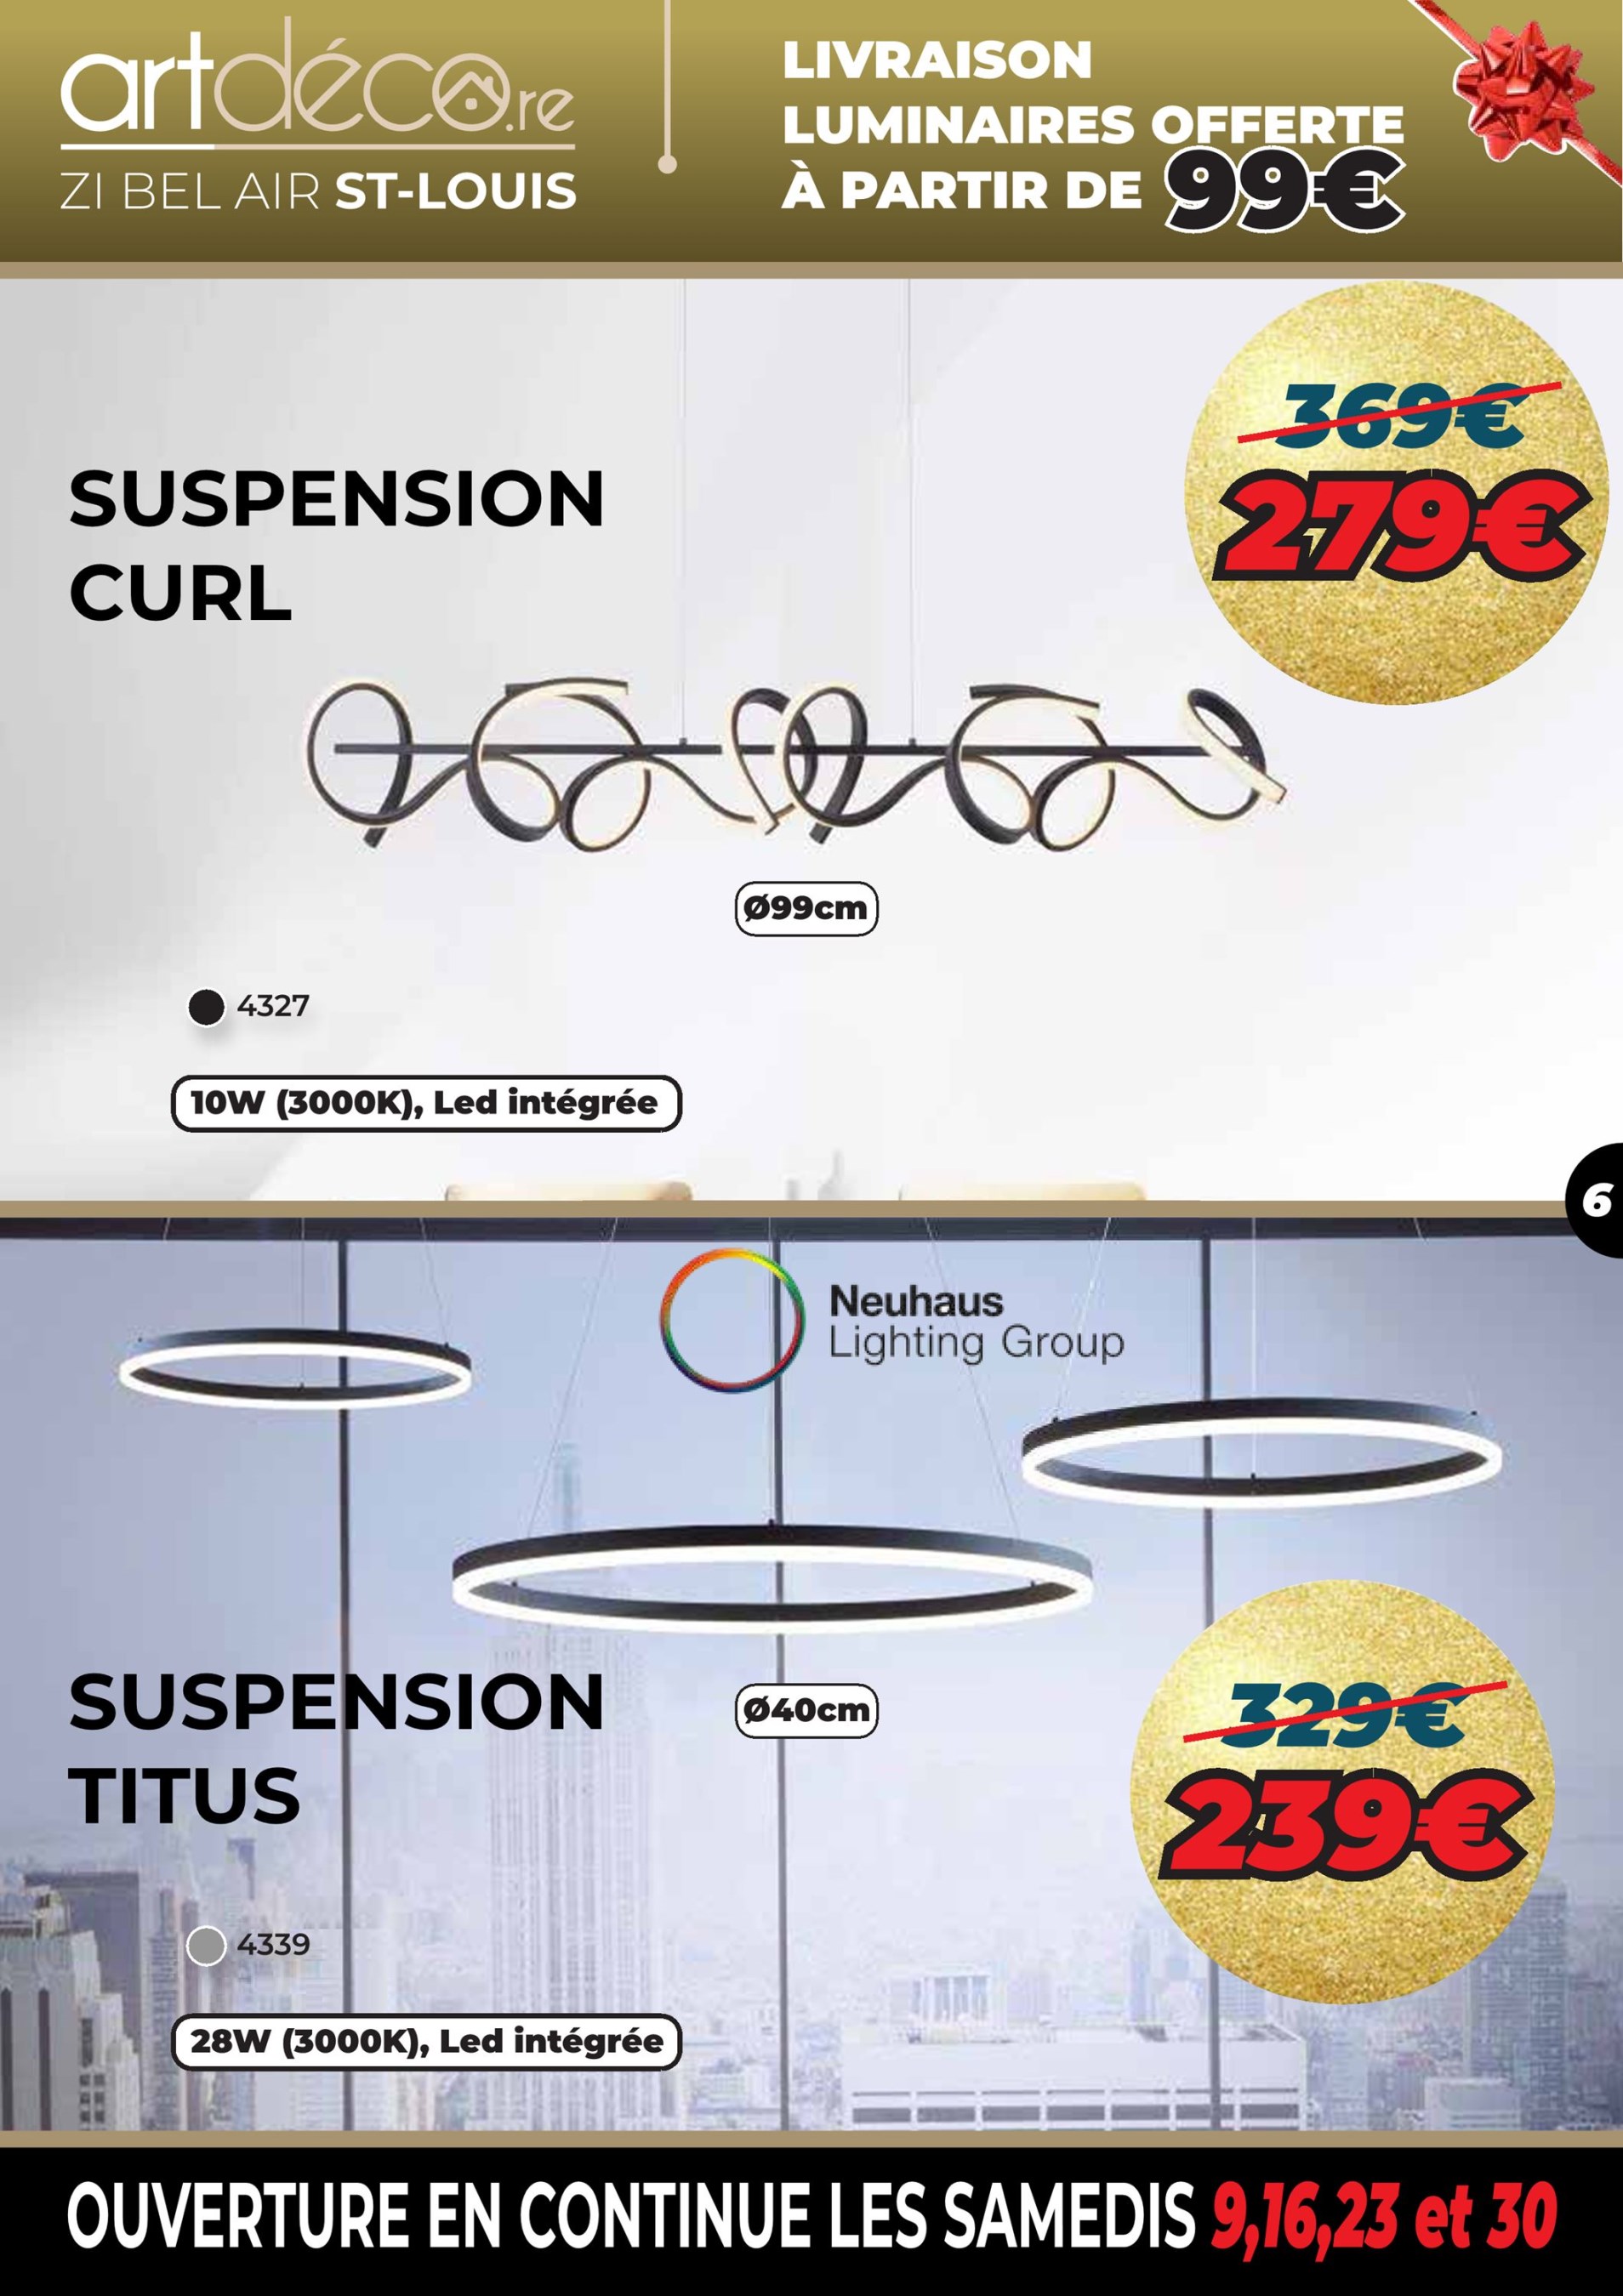 artdéco.re
ZI BEL AIR ST-LOUIS
LIVRAISON
LUMINAIRES OFFERTE
À PARTIR DE 99€
369€
279€
SUSPENSION
CURL
Ø99cm
4327
10W (3000K), Led intégrée
6
Neuhaus
Lighting Group
SUSPENSION
TITUS
Ø40cm
329€
239€
4339
28W (3000K), Led intégrée
OUVERTURE EN CONTINUE LES SAMEDIS 9,16,23 et 30